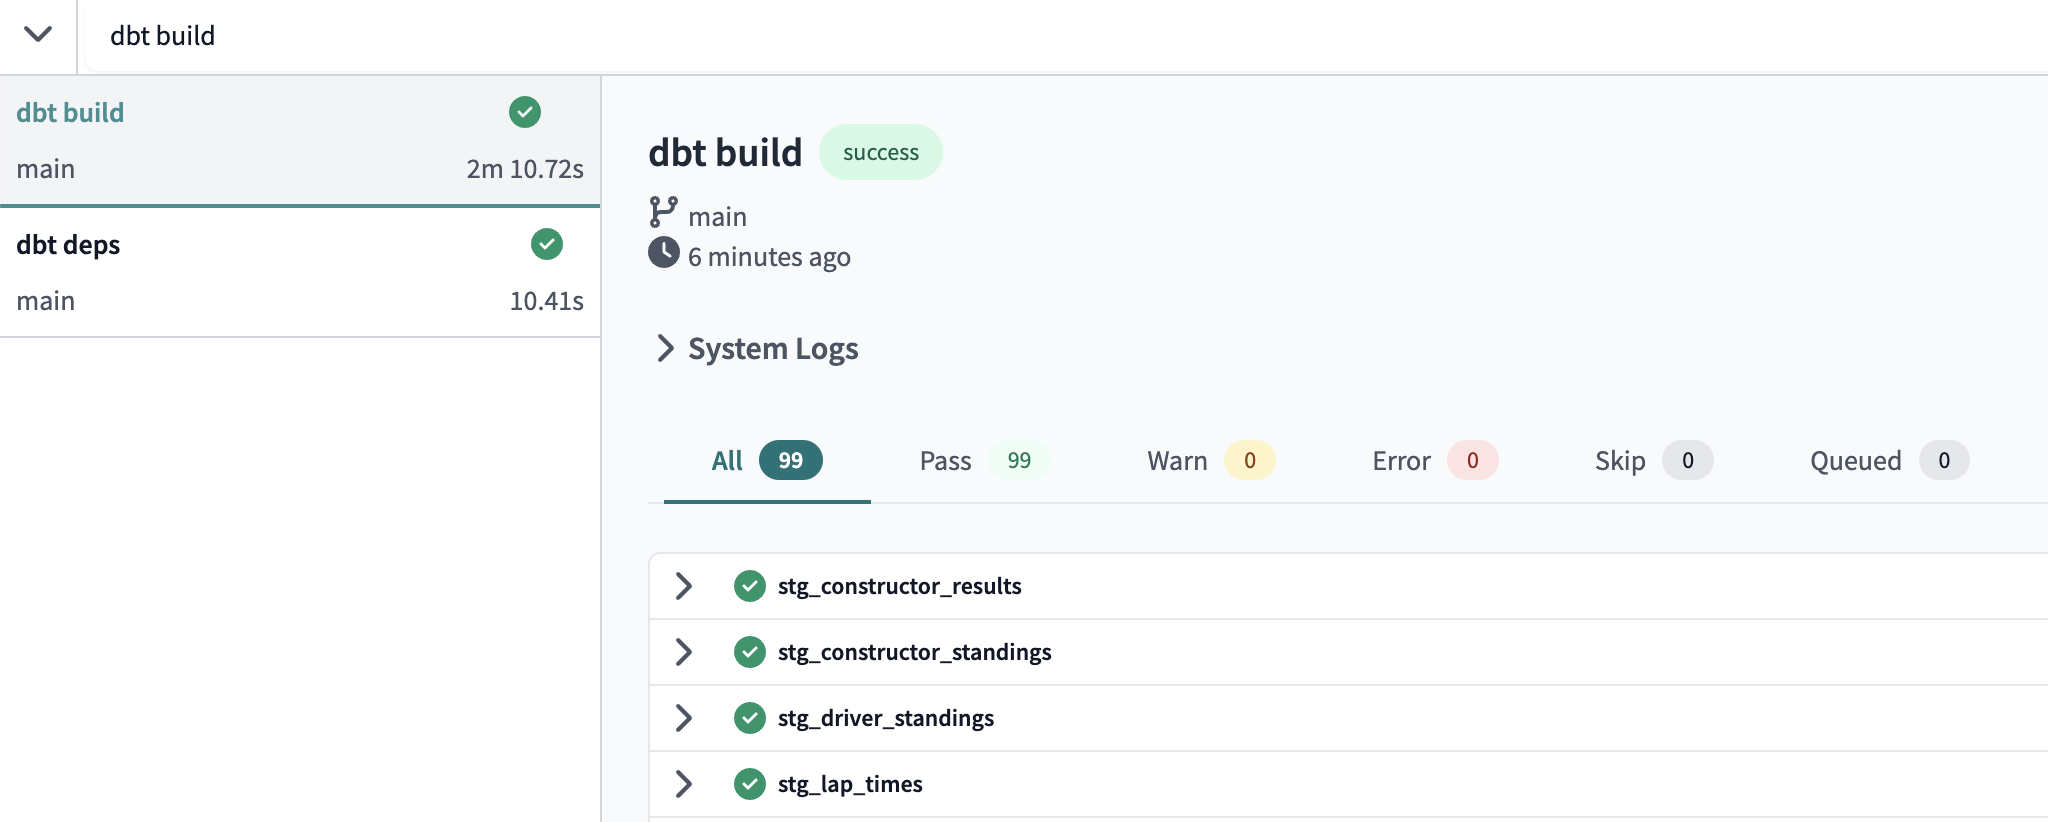 dbt build
dbt build
main 2m 10.72s
dbt deps
main 10.41s
dbt build success
main
6 minutes ago
System Logs
All 99 Pass 99 Warn 0 Error 0 Skip 0 Queued 0
stg_constructor_results
stg_constructor_standings
stg_driver_standings
stg_lap_times